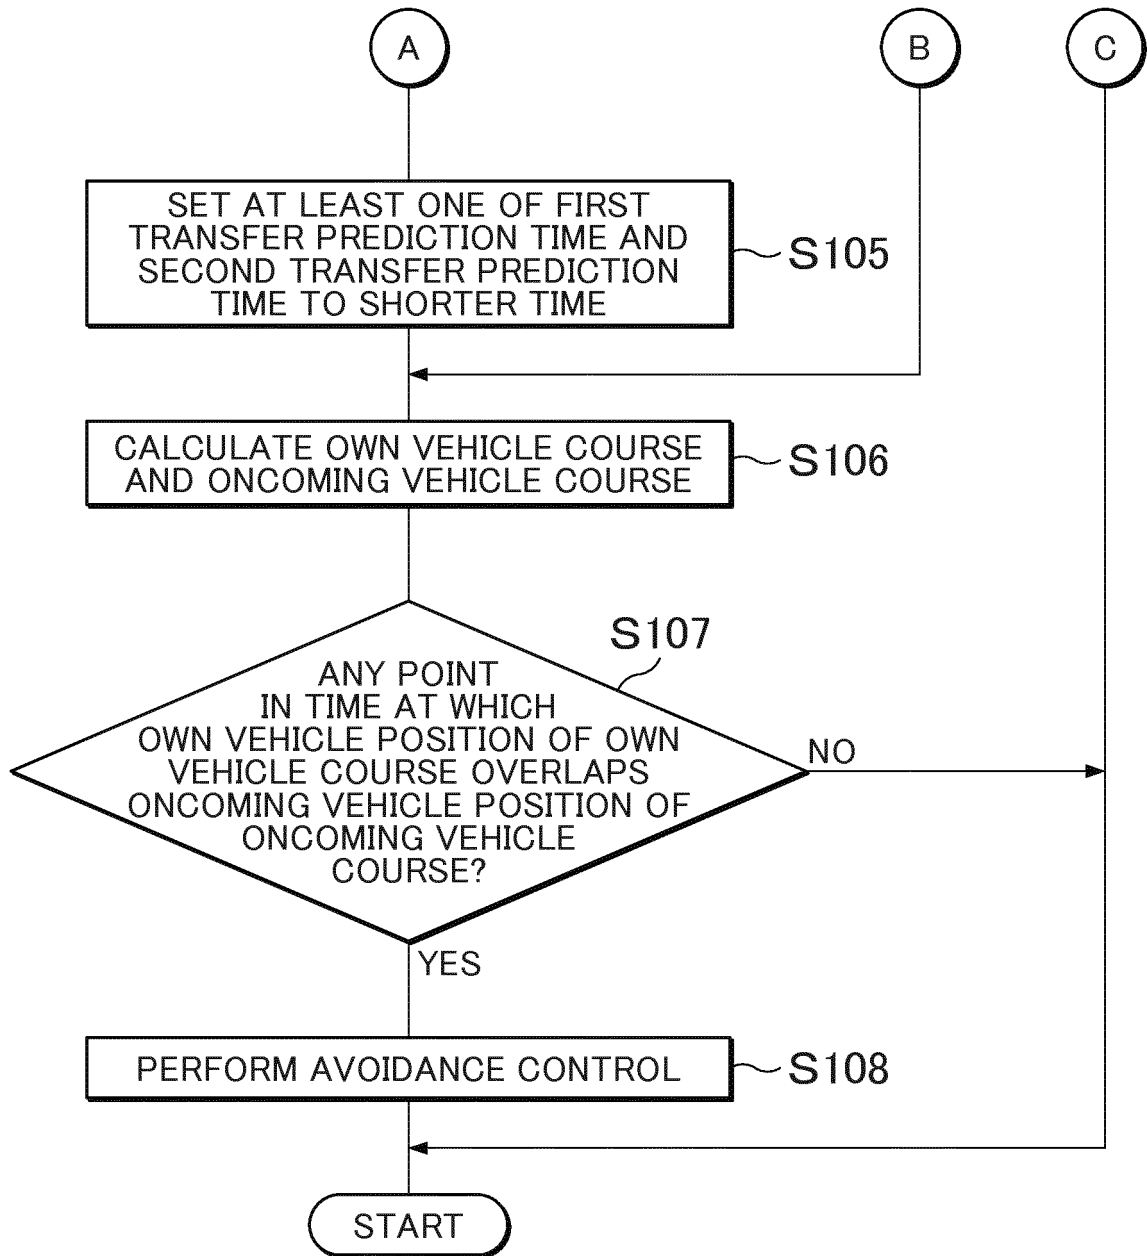 A
B
C
SET AT LEAST ONE OF FIRST
TRANSFER PREDICTION TIME AND
SECOND TRANSFER PREDICTION
TIME TO SHORTER TIME
S105
CALCULATE OWN VEHICLE COURSE
AND ONCOMING VEHICLE COURSE
S106
S107
ANY POINT
IN TIME AT WHICH
OWN VEHICLE POSITION OF OWN
VEHICLE COURSE OVERLAPS
ONCOMING VEHICLE POSITION OF
ONCOMING VEHICLE
COURSE?
NO
YES
PERFORM AVOIDANCE CONTROL
S108
START